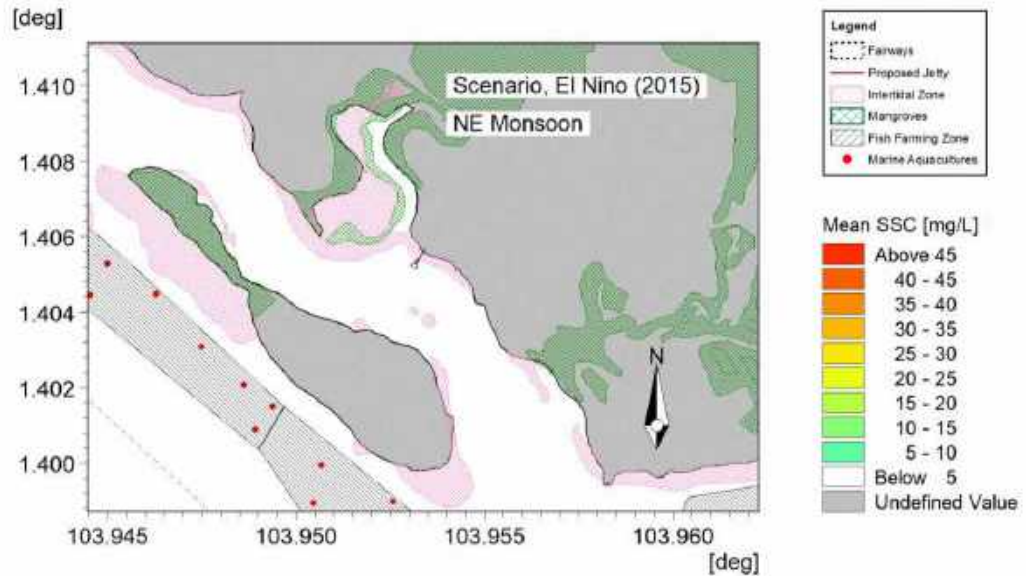 [deg]
1.410
1.408
1.406
1.404
1.402
1.400
103.945
103.950
103.955
103.960
[deg]
Scenario, El Nino (2015)
NE Monsoon
N
Legend
Fairways
Proposed Jetty
Intertidal Zone
Mangroves
Fish Farming Zone
Marine Aquacultures
Mean SSC [mg/L]
Above 45
40 - 45
35 - 40
30 - 35
25 - 30
20 - 25
15 - 20
10 - 15
5 - 10
Below 5
Undefined Value